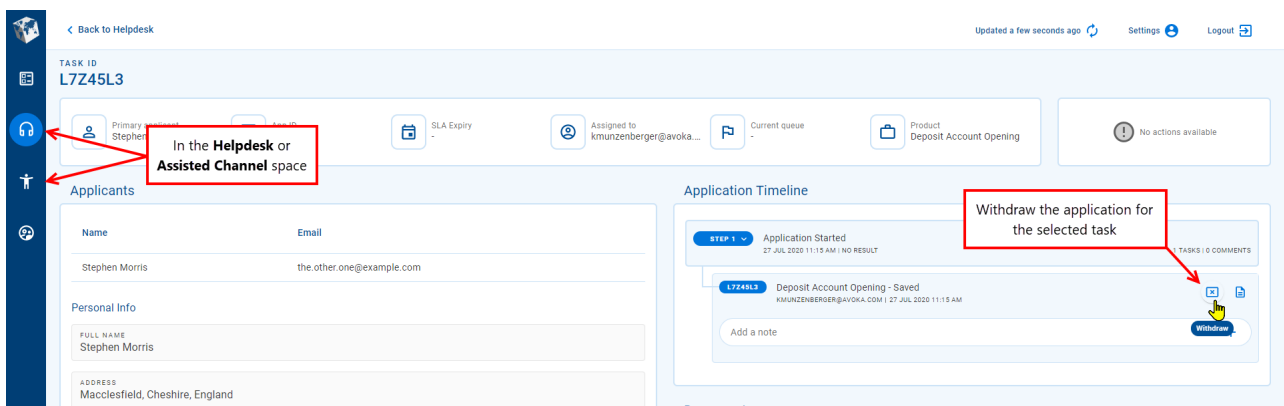 Back to Helpdesk
Updated a few seconds ago
Settings
Logout
TASK ID
L7Z45L3
Primary applicant
Stephen
App ID
SLA Expiry
-
Assigned to
kmunzenberger@avoka....
Current queue
-
Product
Deposit Account Opening
No actions available
In the Helpdesk or
Assisted Channel space
Applicants
Name
Email
Stephen Morris
the.other.one@example.com
Personal Info
FULL NAME
Stephen Morris
ADDRESS
Macclesfield, Cheshire, England
Application Timeline
Withdraw the application for
the selected task
STEP 1
Application Started
27 JUL 2020 11:15 AM | NO RESULT
1 TASKS | 0 COMMENTS
L7Z45L3
Deposit Account Opening - Saved
KMUNZENBERGER@AVOKA.COM | 27 JUL 2020 11:15 AM
Add a note
Withdraw